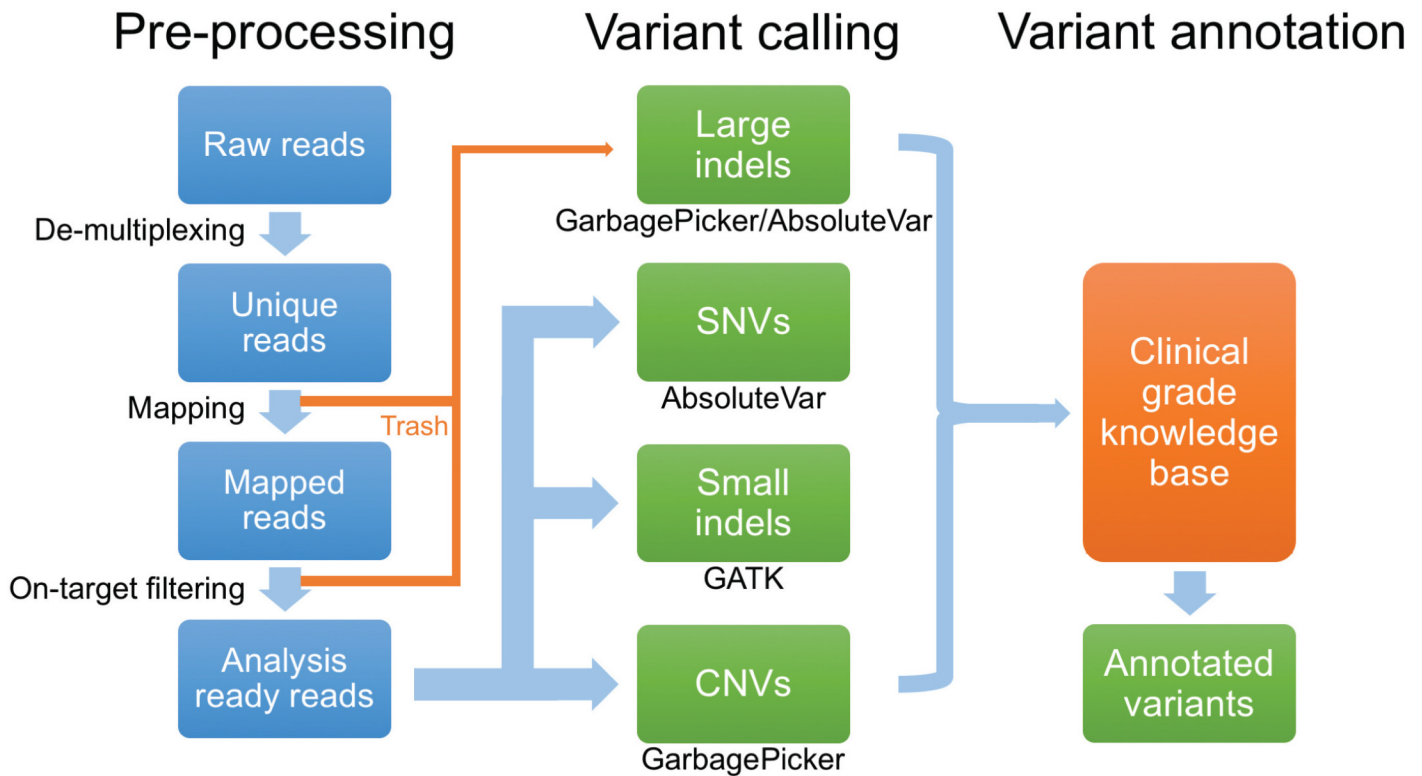 Pre-processing
Variant calling
Variant annotation
Raw reads
De-multiplexing
Unique
reads
Mapping
Trash
Mapped
reads
On-target filtering
Analysis
ready reads
Large
indels
GarbagePicker/AbsoluteVar
SNVs
AbsoluteVar
Small
indels
GATK
CNVs
GarbagePicker
Clinical
grade
knowledge
base
Annotated
variants